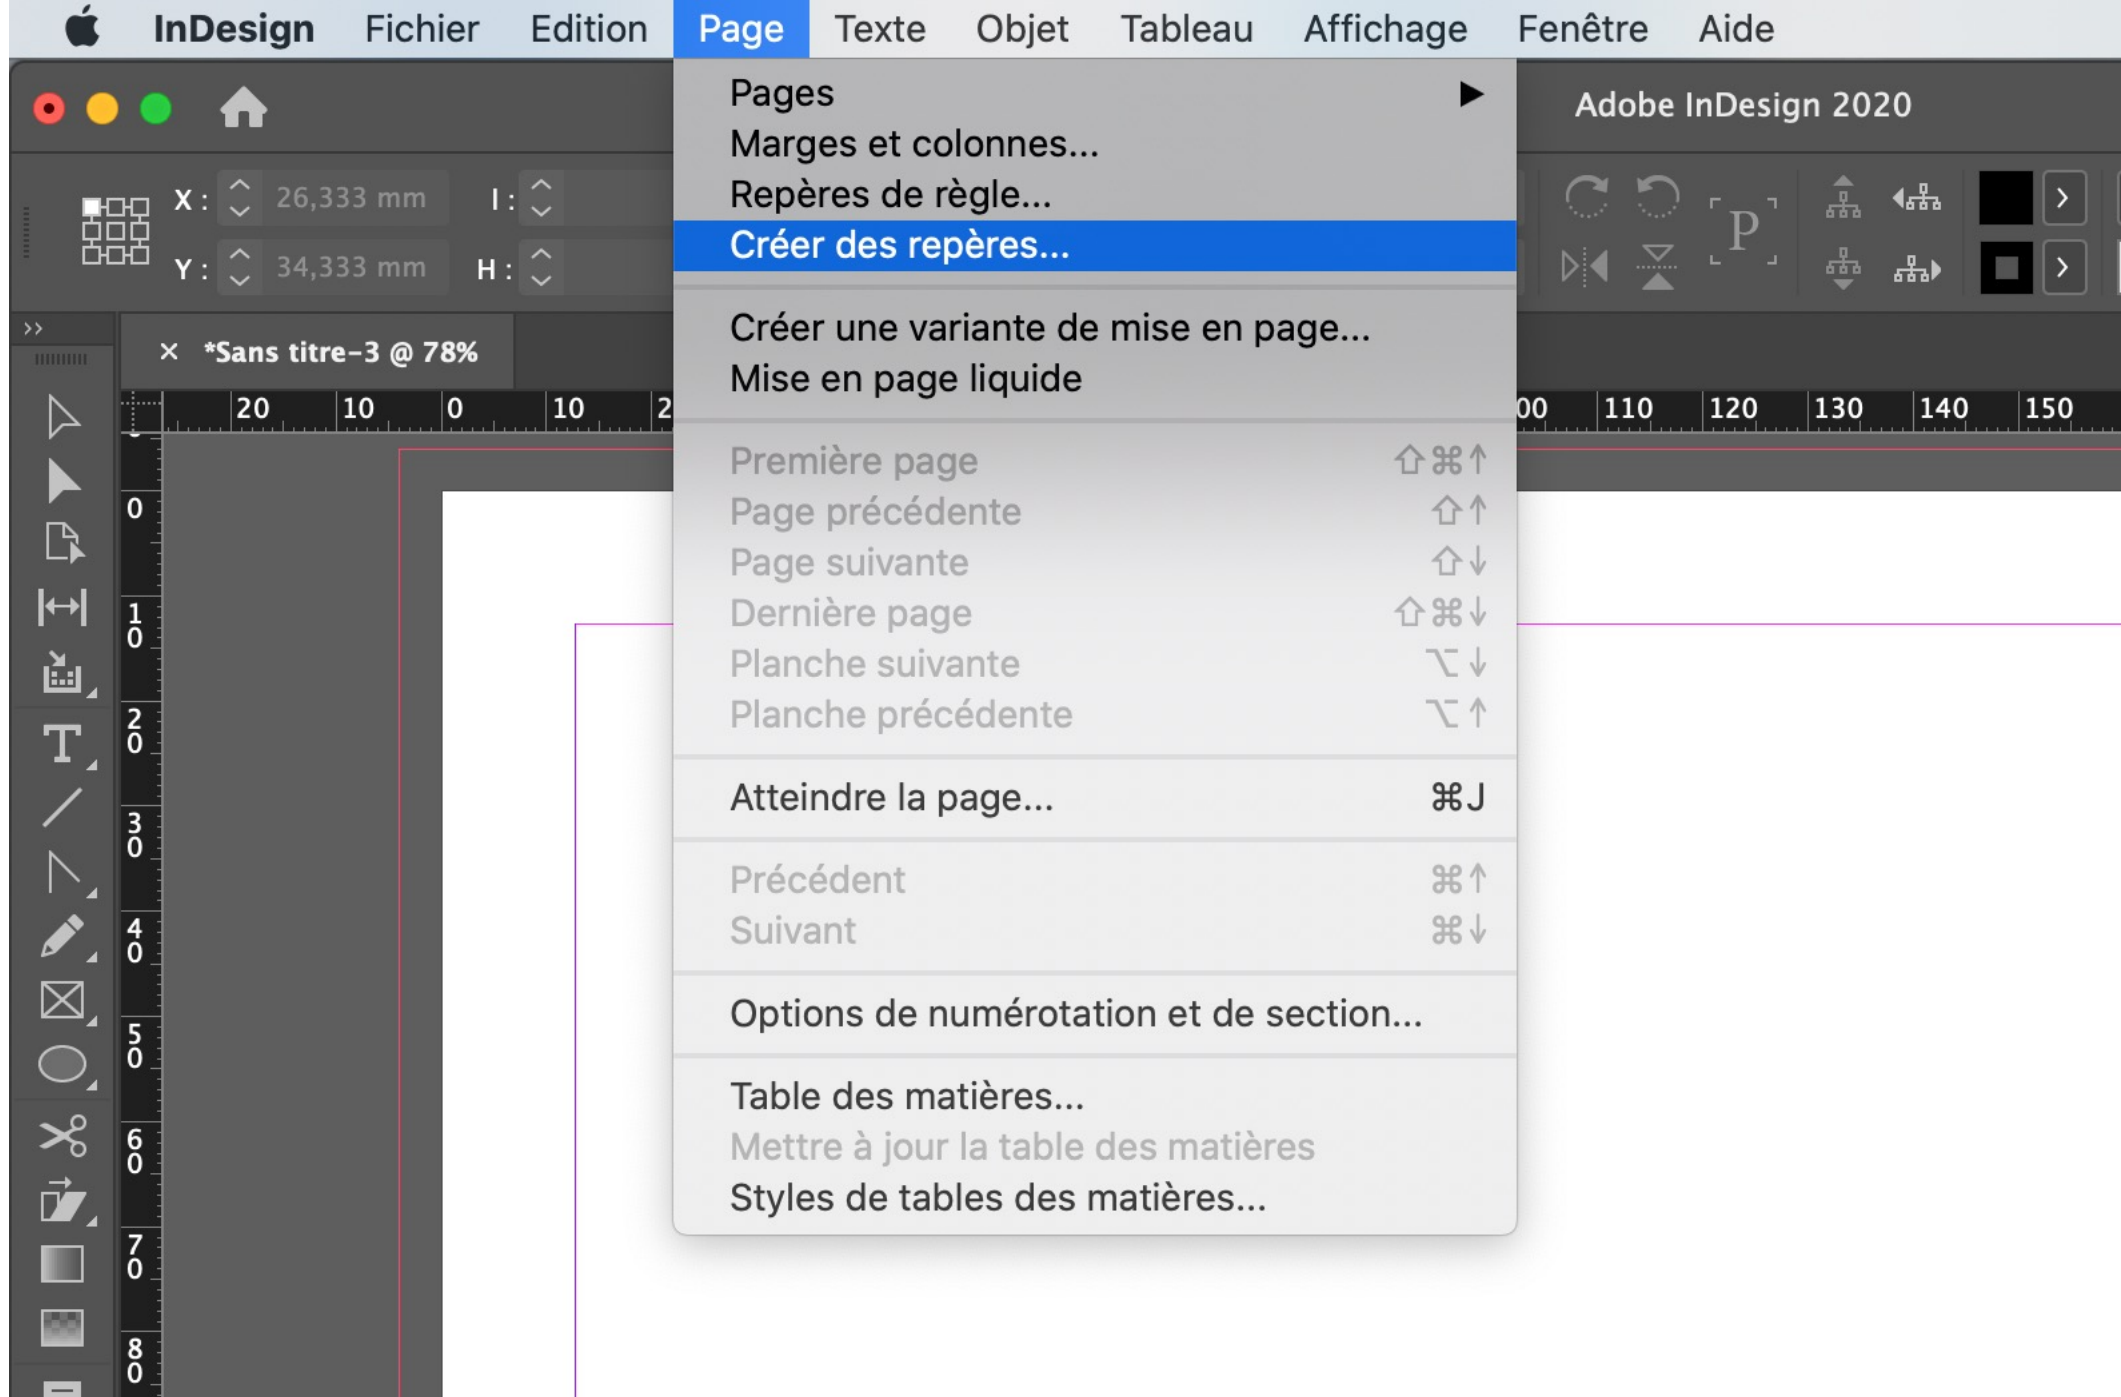 InDesign Fichier Edition Page Texte Objet Tableau Affichage Fenêtre Aide
Adobe InDesign 2020
X : 26,333 mm I :
Y : 34,333 mm H :
P
× *Sans titre-3 @ 78%
20 10 0 10 2 00 110 120 130 140 150
0
10
20
30
40
50
60
70
80
T
Pages ▶
Marges et colonnes...
Repères de règle...
Créer des repères...
Créer une variante de mise en page...
Mise en page liquide
Première page ⇧⌘↑
Page précédente ⇧↑
Page suivante ⇧↓
Dernière page ⇧⌘↓
Planche suivante ⌥↓
Planche précédente ⌥↑
Atteindre la page... ⌘J
Précédent ⌘↑
Suivant ⌘↓
Options de numérotation et de section...
Table des matières...
Mettre à jour la table des matières
Styles de tables des matières...